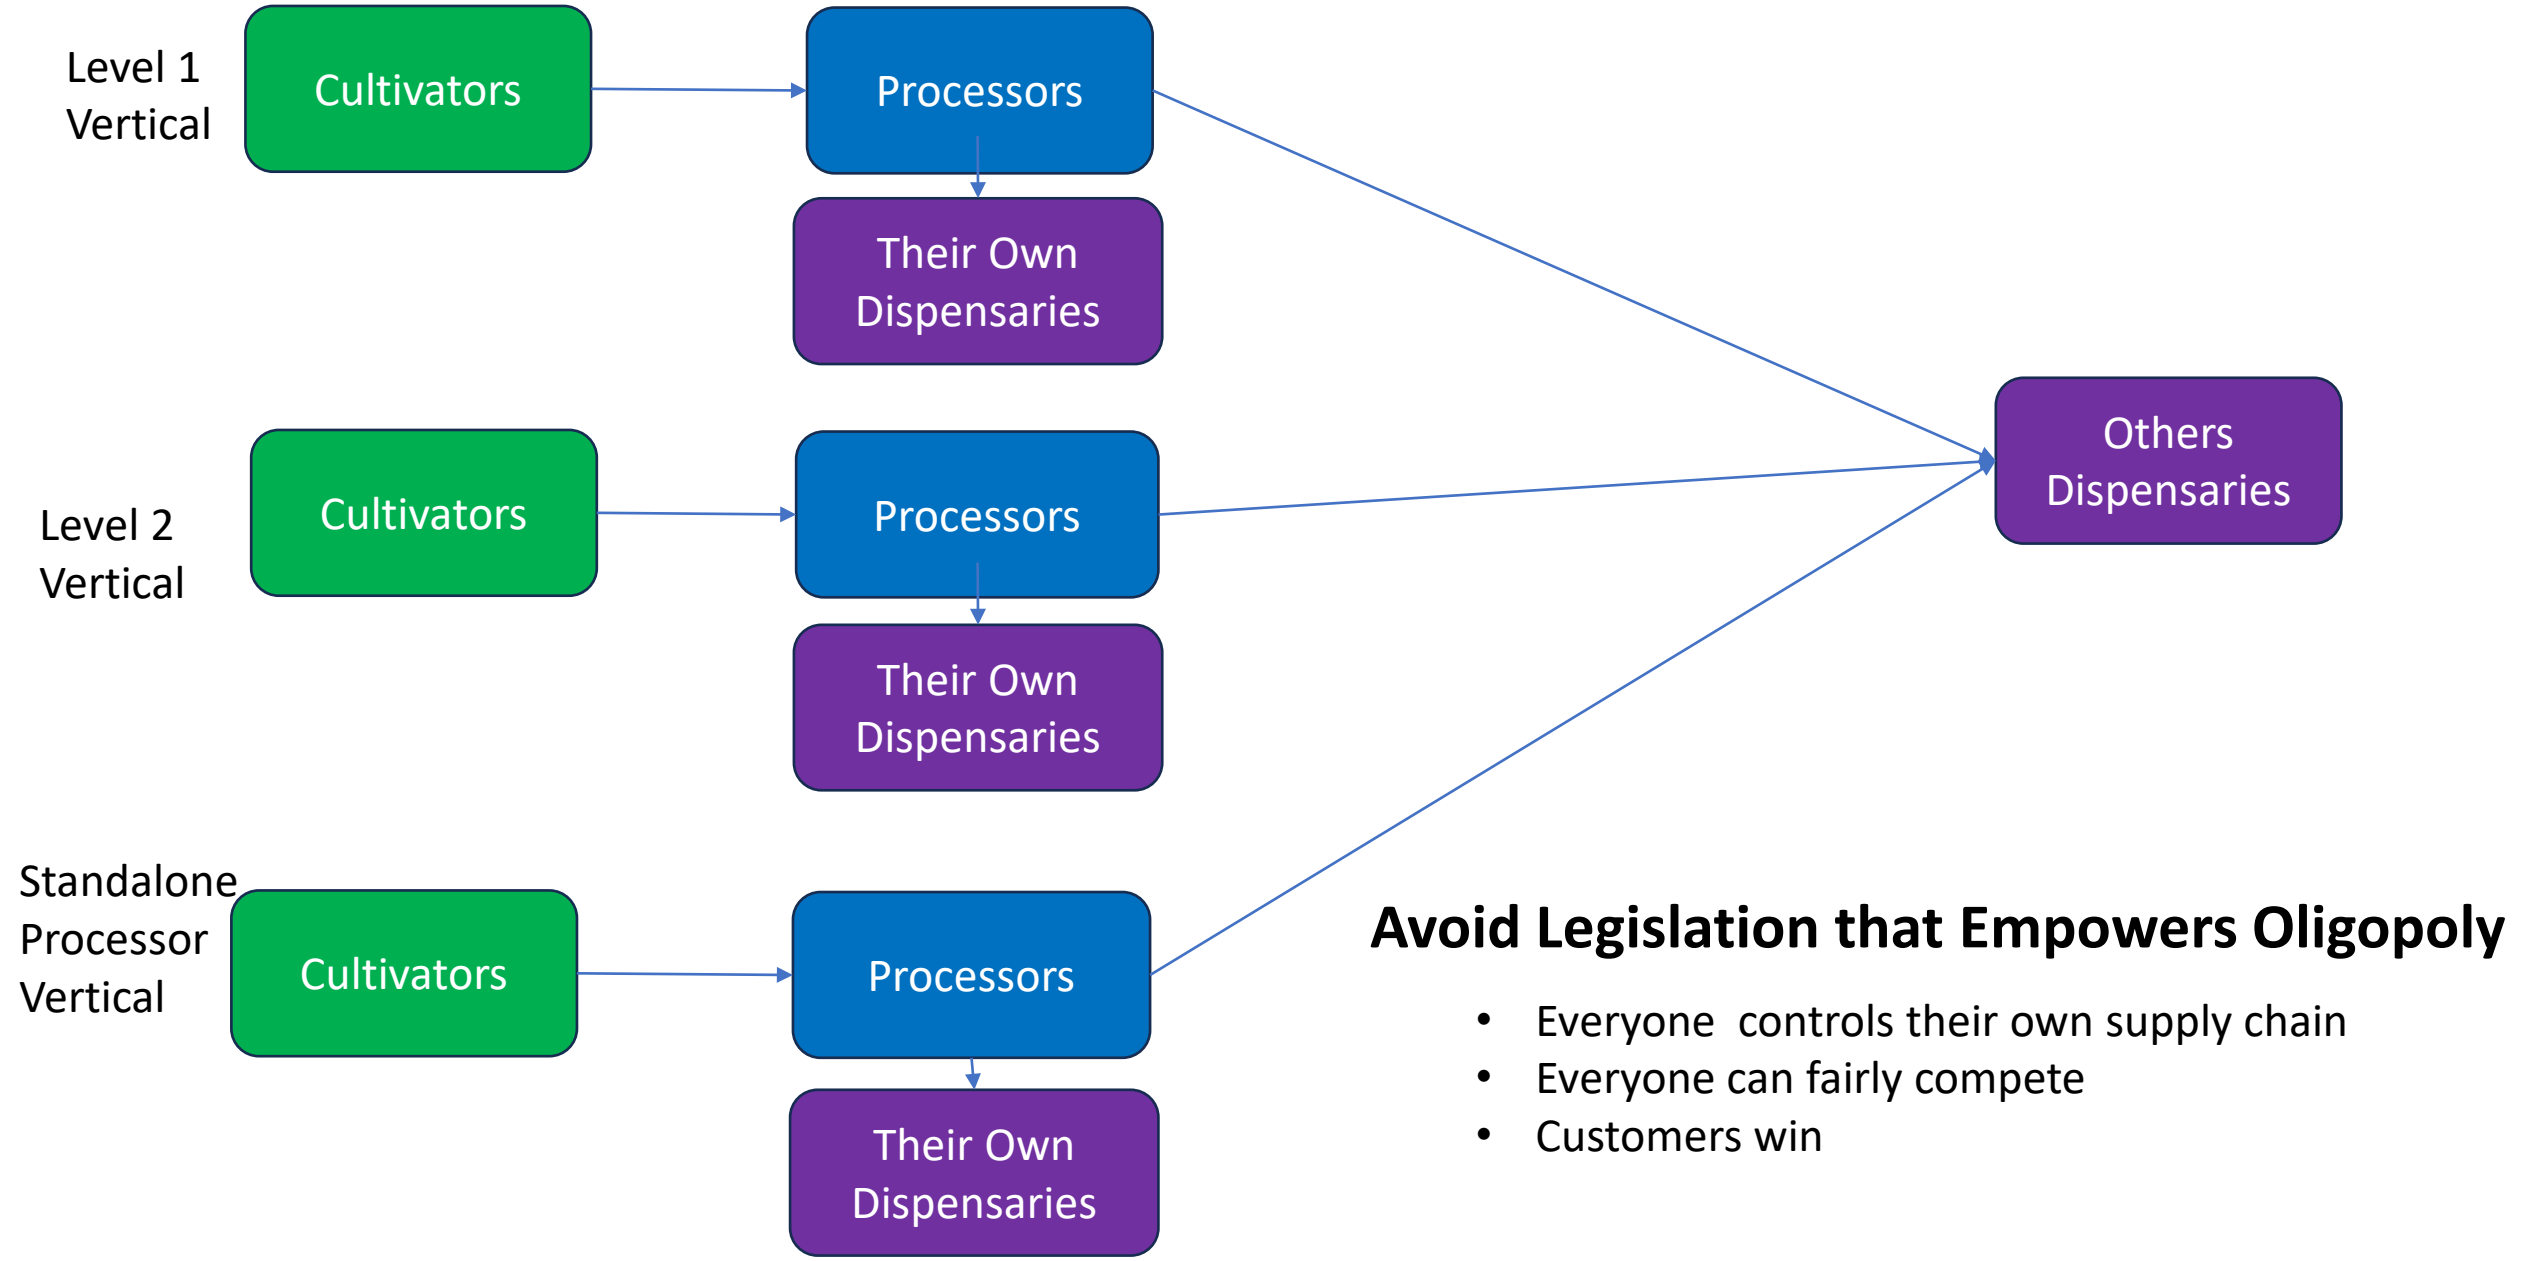 Level 1
Vertical
Cultivators
Processors
Their Own
Dispensaries
Level 2
Vertical
Cultivators
Processors
Their Own
Dispensaries
Others
Dispensaries
Standalone
Processor
Vertical
Cultivators
Processors
Their Own
Dispensaries
Avoid Legislation that Empowers Oligopoly
• Everyone  controls their own supply chain
• Everyone can fairly compete
• Customers win